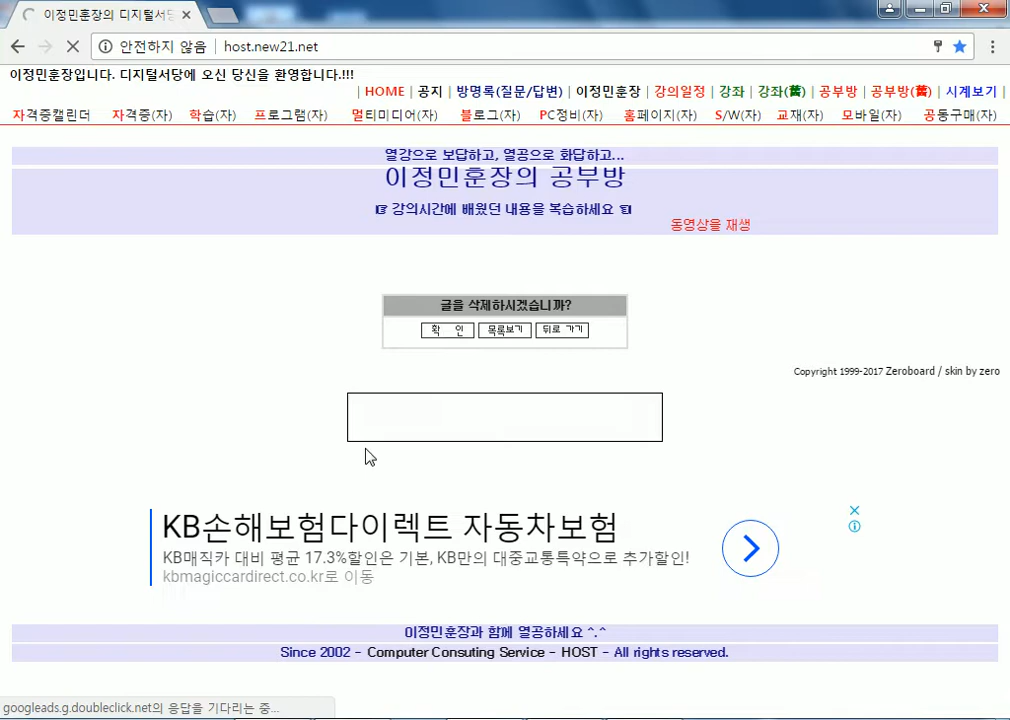 이정민훈장의 디지털서당
안전하지 않음 | host.new21.net
이정민훈장입니다. 디지털서당에 오신 당신을 환영합니다.!!!
| HOME | 공지 | 방명록(질문/답변) | 이정민훈장 | 강의일정 | 강좌 | 강좌(舊) | 공부방 | 공부방(舊) | 시계보기 |
자격증캘린더 자격증(자) 학습(자) 프로그램(자) 멀티미디어(자) 블로그(자) PC정비(자) 홈페이지(자) S/W(자) 교재(자) 모바일(자) 공동구매(자)
열강으로 보답하고, 열공으로 화답하고...
이정민훈장의 공부방
☞ 강의시간에 배웠던 내용을 복습하세요 ☜
동영상을 재생
글을 삭제하시겠습니까?
확 인 목록보기 뒤로 가기
Copyright 1999-2017 Zeroboard / skin by zero
KB손해보험다이렉트 자동차보험
KB매직카 대비 평균 17.3%할인은 기본, KB만의 대중교통특약으로 추가할인!
kbmagiccardirect.co.kr로 이동
이정민훈장과 함께 열공하세요 ^.^
Since 2002 - Computer Consuting Service - HOST - All rights reserved.
googleads.g.doubleclick.net의 응답을 기다리는 중...